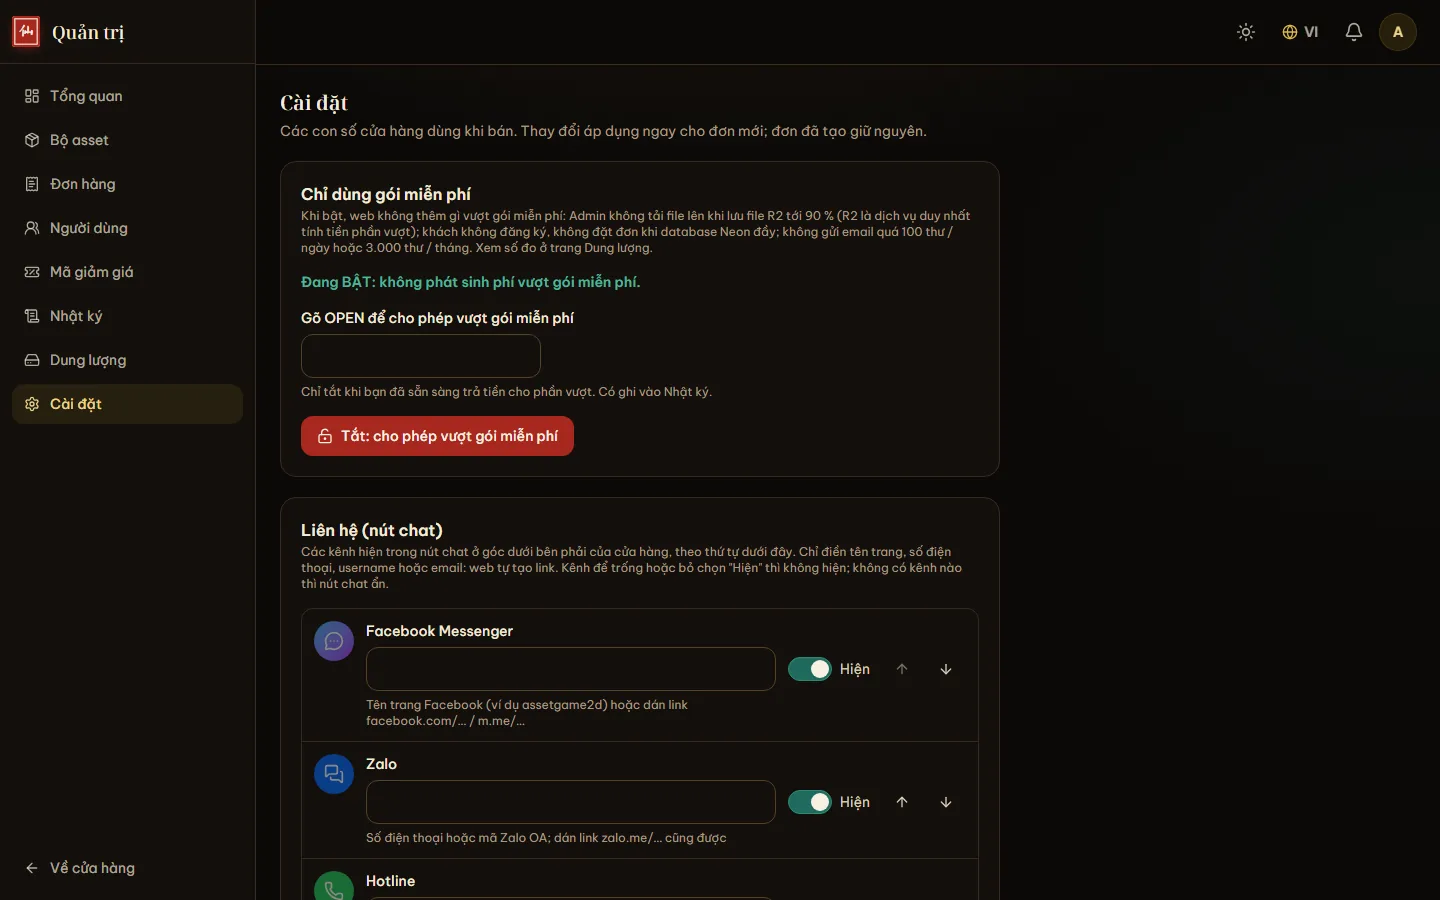 Quản trị
VI
A
Tổng quan
Bộ asset
Đơn hàng
Người dùng
Mã giảm giá
Nhật ký
Dung lượng
Cài đặt
Về cửa hàng
Cài đặt
Các con số cửa hàng dùng khi bán. Thay đổi áp dụng ngay cho đơn mới; đơn đã tạo giữ nguyên.
Chỉ dùng gói miễn phí
Khi bật, web không thêm gì vượt gói miễn phí: Admin không tải file lên khi lưu file R2 tới 90 % (R2 là dịch vụ duy nhất
tính tiền phần vượt); khách không đăng ký, không đặt đơn khi database Neon đầy; không gửi email quá 100 thư /
ngày hoặc 3.000 thư / tháng. Xem số đo ở trang Dung lượng.
Đang BẬT: không phát sinh phí vượt gói miễn phí.
Gõ OPEN để cho phép vượt gói miễn phí
Chỉ tắt khi bạn đã sẵn sàng trả tiền cho phần vượt. Có ghi vào Nhật ký.
Tắt: cho phép vượt gói miễn phí
Liên hệ (nút chat)
Các kênh hiện trong nút chat ở góc dưới bên phải của cửa hàng, theo thứ tự dưới đây. Chỉ điền tên trang, số điện
thoại, username hoặc email: web tự tạo link. Kênh để trống hoặc bỏ chọn "Hiện" thì không hiện; không có kênh nào
thì nút chat ẩn.
Facebook Messenger
Hiện
Tên trang Facebook (ví dụ assetgame2d) hoặc dán link
facebook.com/... / m.me/...
Zalo
Hiện
Số điện thoại hoặc mã Zalo OA; dán link zalo.me/... cũng được
Hotline